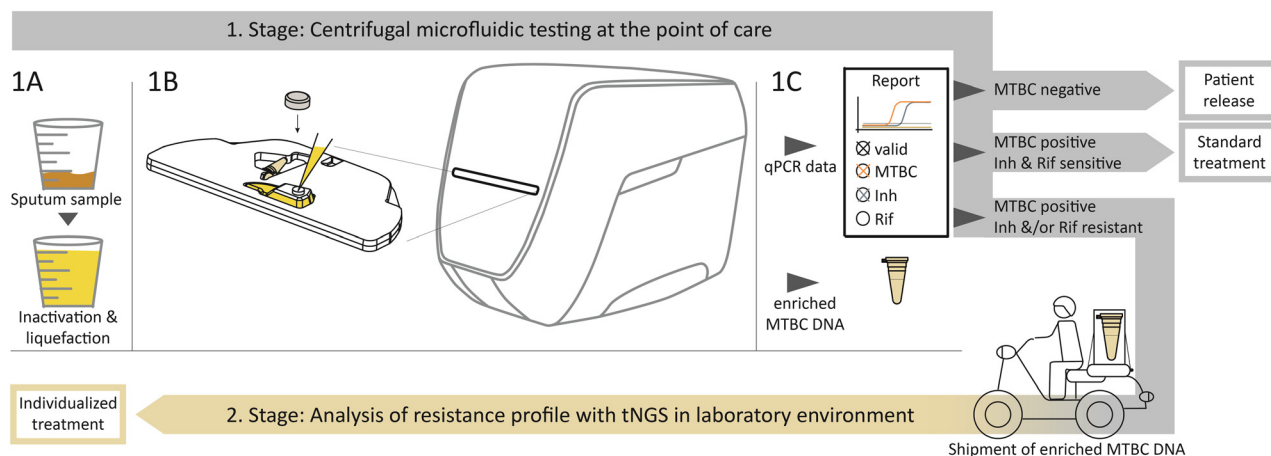 1. Stage: Centrifugal microfluidic testing at the point of care
1A
Sputum sample
Inactivation &
liquefaction
1B
1C
qPCR data
enriched
MTBC DNA
Report
valid
MTBC
Inh
Rif
MTBC negative
Patient
release
MTBC positive
Inh & Rif sensitive
Standard
treatment
MTBC positive
Inh &/or Rif resistant
Individualized
treatment
2. Stage: Analysis of resistance profile with tNGS in laboratory environment
Shipment of enriched MTBC DNA